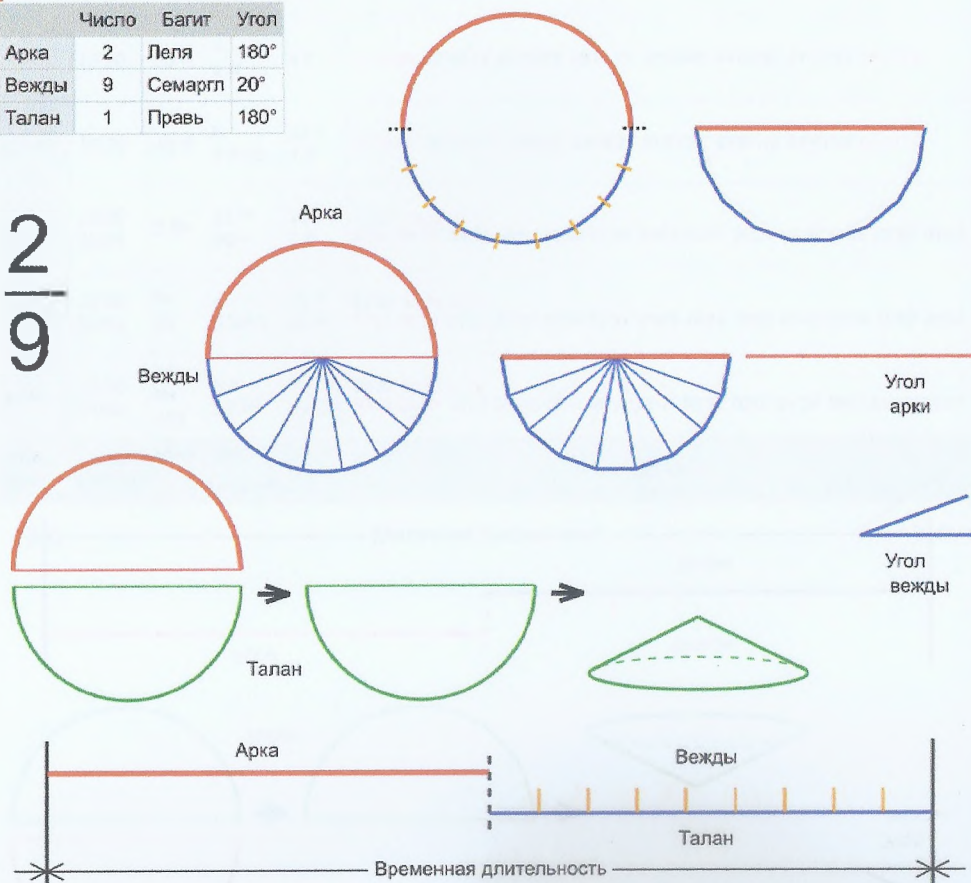 Число Багит Угол
Арка 2 Леля 180°
Вежды 9 Семаргл 20°
Талан 1 Правь 180°
2
9
Арка
Вежды
Угол
арки
Угол
вежды
Талан
Арка
Вежды
Талан
Временная длительность